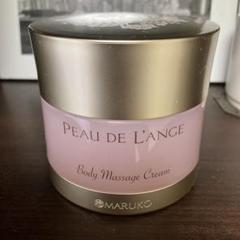 PEAU DE L'ANGE
Body Massage Cream
MARUKO